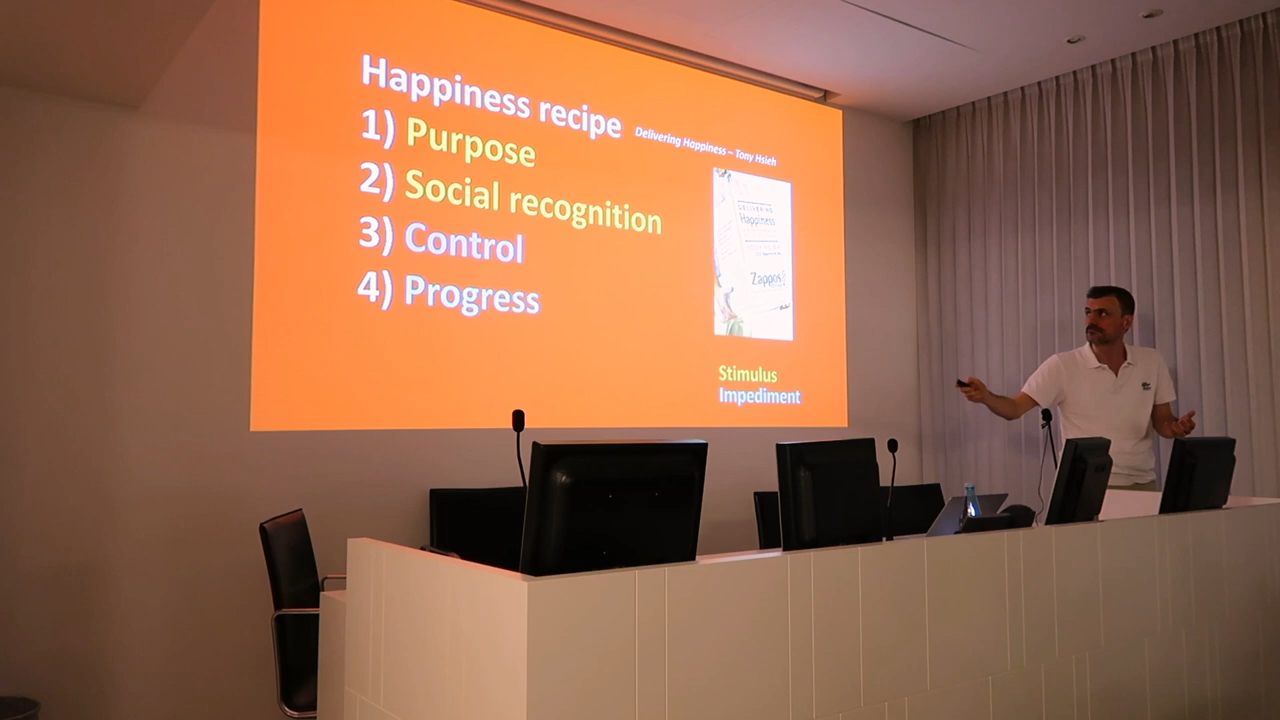 Happiness recipe
Delivering Happiness – Tony Hsieh
1) Purpose
2) Social recognition
3) Control
4) Progress
DELIVERING
Happiness
Zappos
Stimulus
Impediment